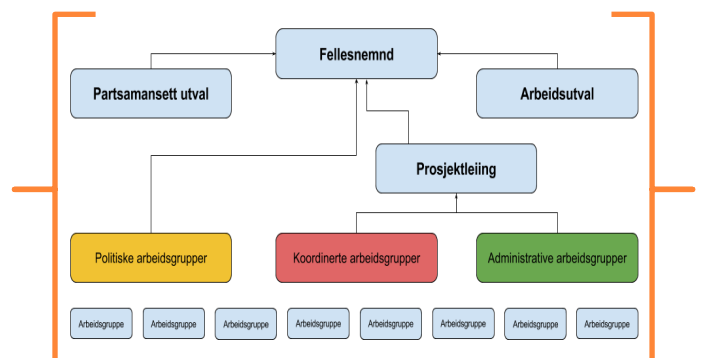 Fellesnemnd
Partsamansett utval
Arbeidsutval
Prosjektleiing
Politiske arbeidsgrupper
Koordinerte arbeidsgrupper
Administrative arbeidsgrupper
Arbeidsgruppe
Arbeidsgruppe
Arbeidsgruppe
Arbeidsgruppe
Arbeidsgruppe
Arbeidsgruppe
Arbeidsgruppe
Arbeidsgruppe